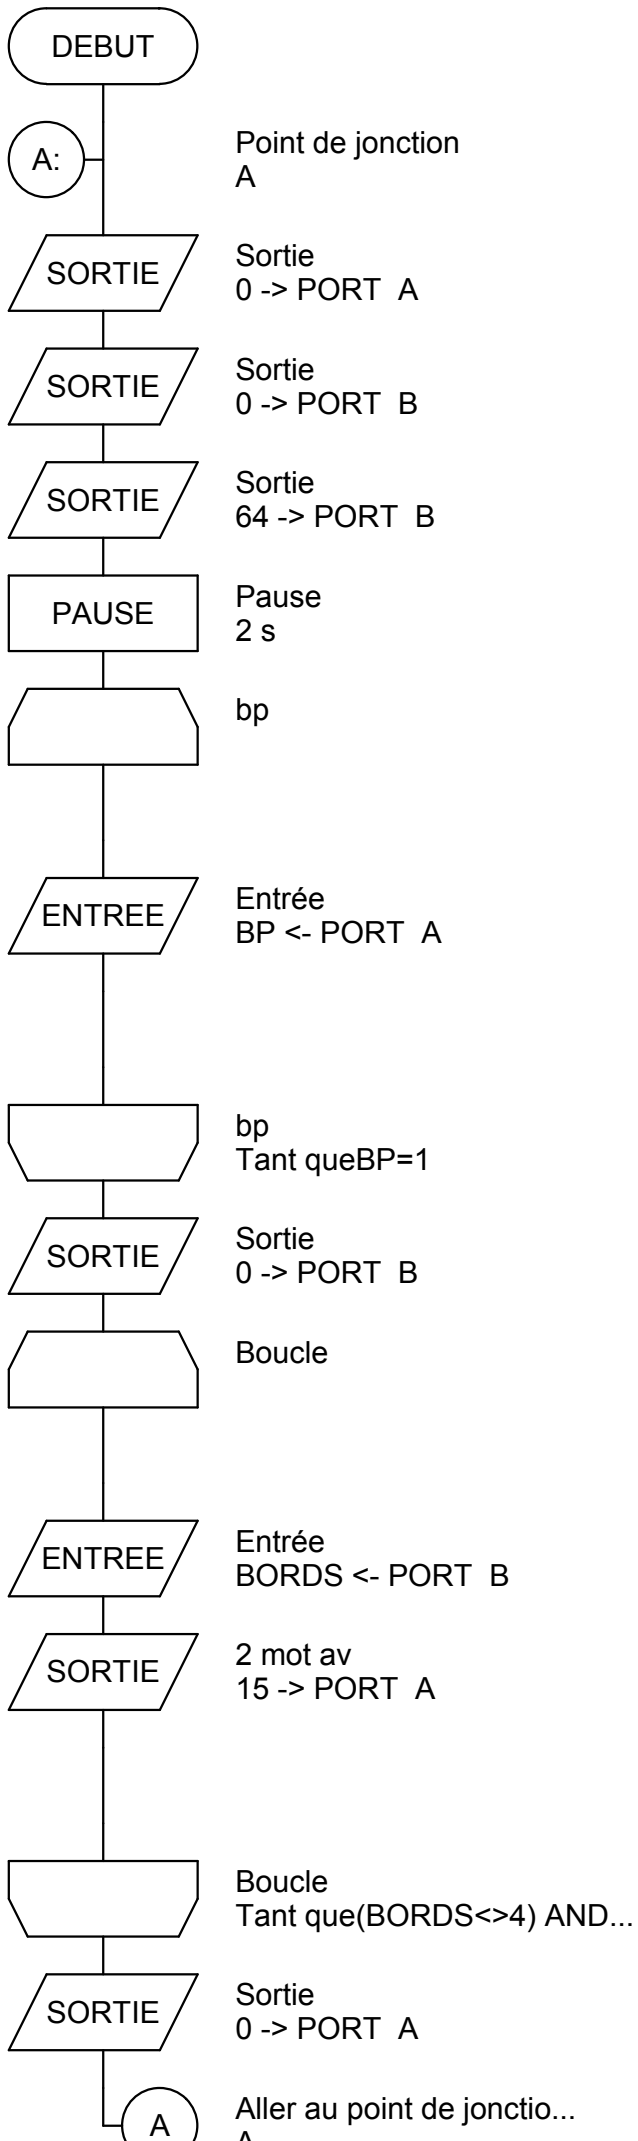 DEBUT
A:
Point de jonction
A
SORTIE
Sortie
0 -> PORT A
SORTIE
Sortie
0 -> PORT B
SORTIE
Sortie
64 -> PORT B
PAUSE
Pause
2 s
bp
ENTREE
Entrée
BP <- PORT A
bp
Tant queBP=1
SORTIE
Sortie
0 -> PORT B
Boucle
ENTREE
Entrée
BORDS <- PORT B
SORTIE
2 mot av
15 -> PORT A
Boucle
Tant que(BORDS<>4) AND...
SORTIE
Sortie
0 -> PORT A
A
Aller au point de jonctio...
A